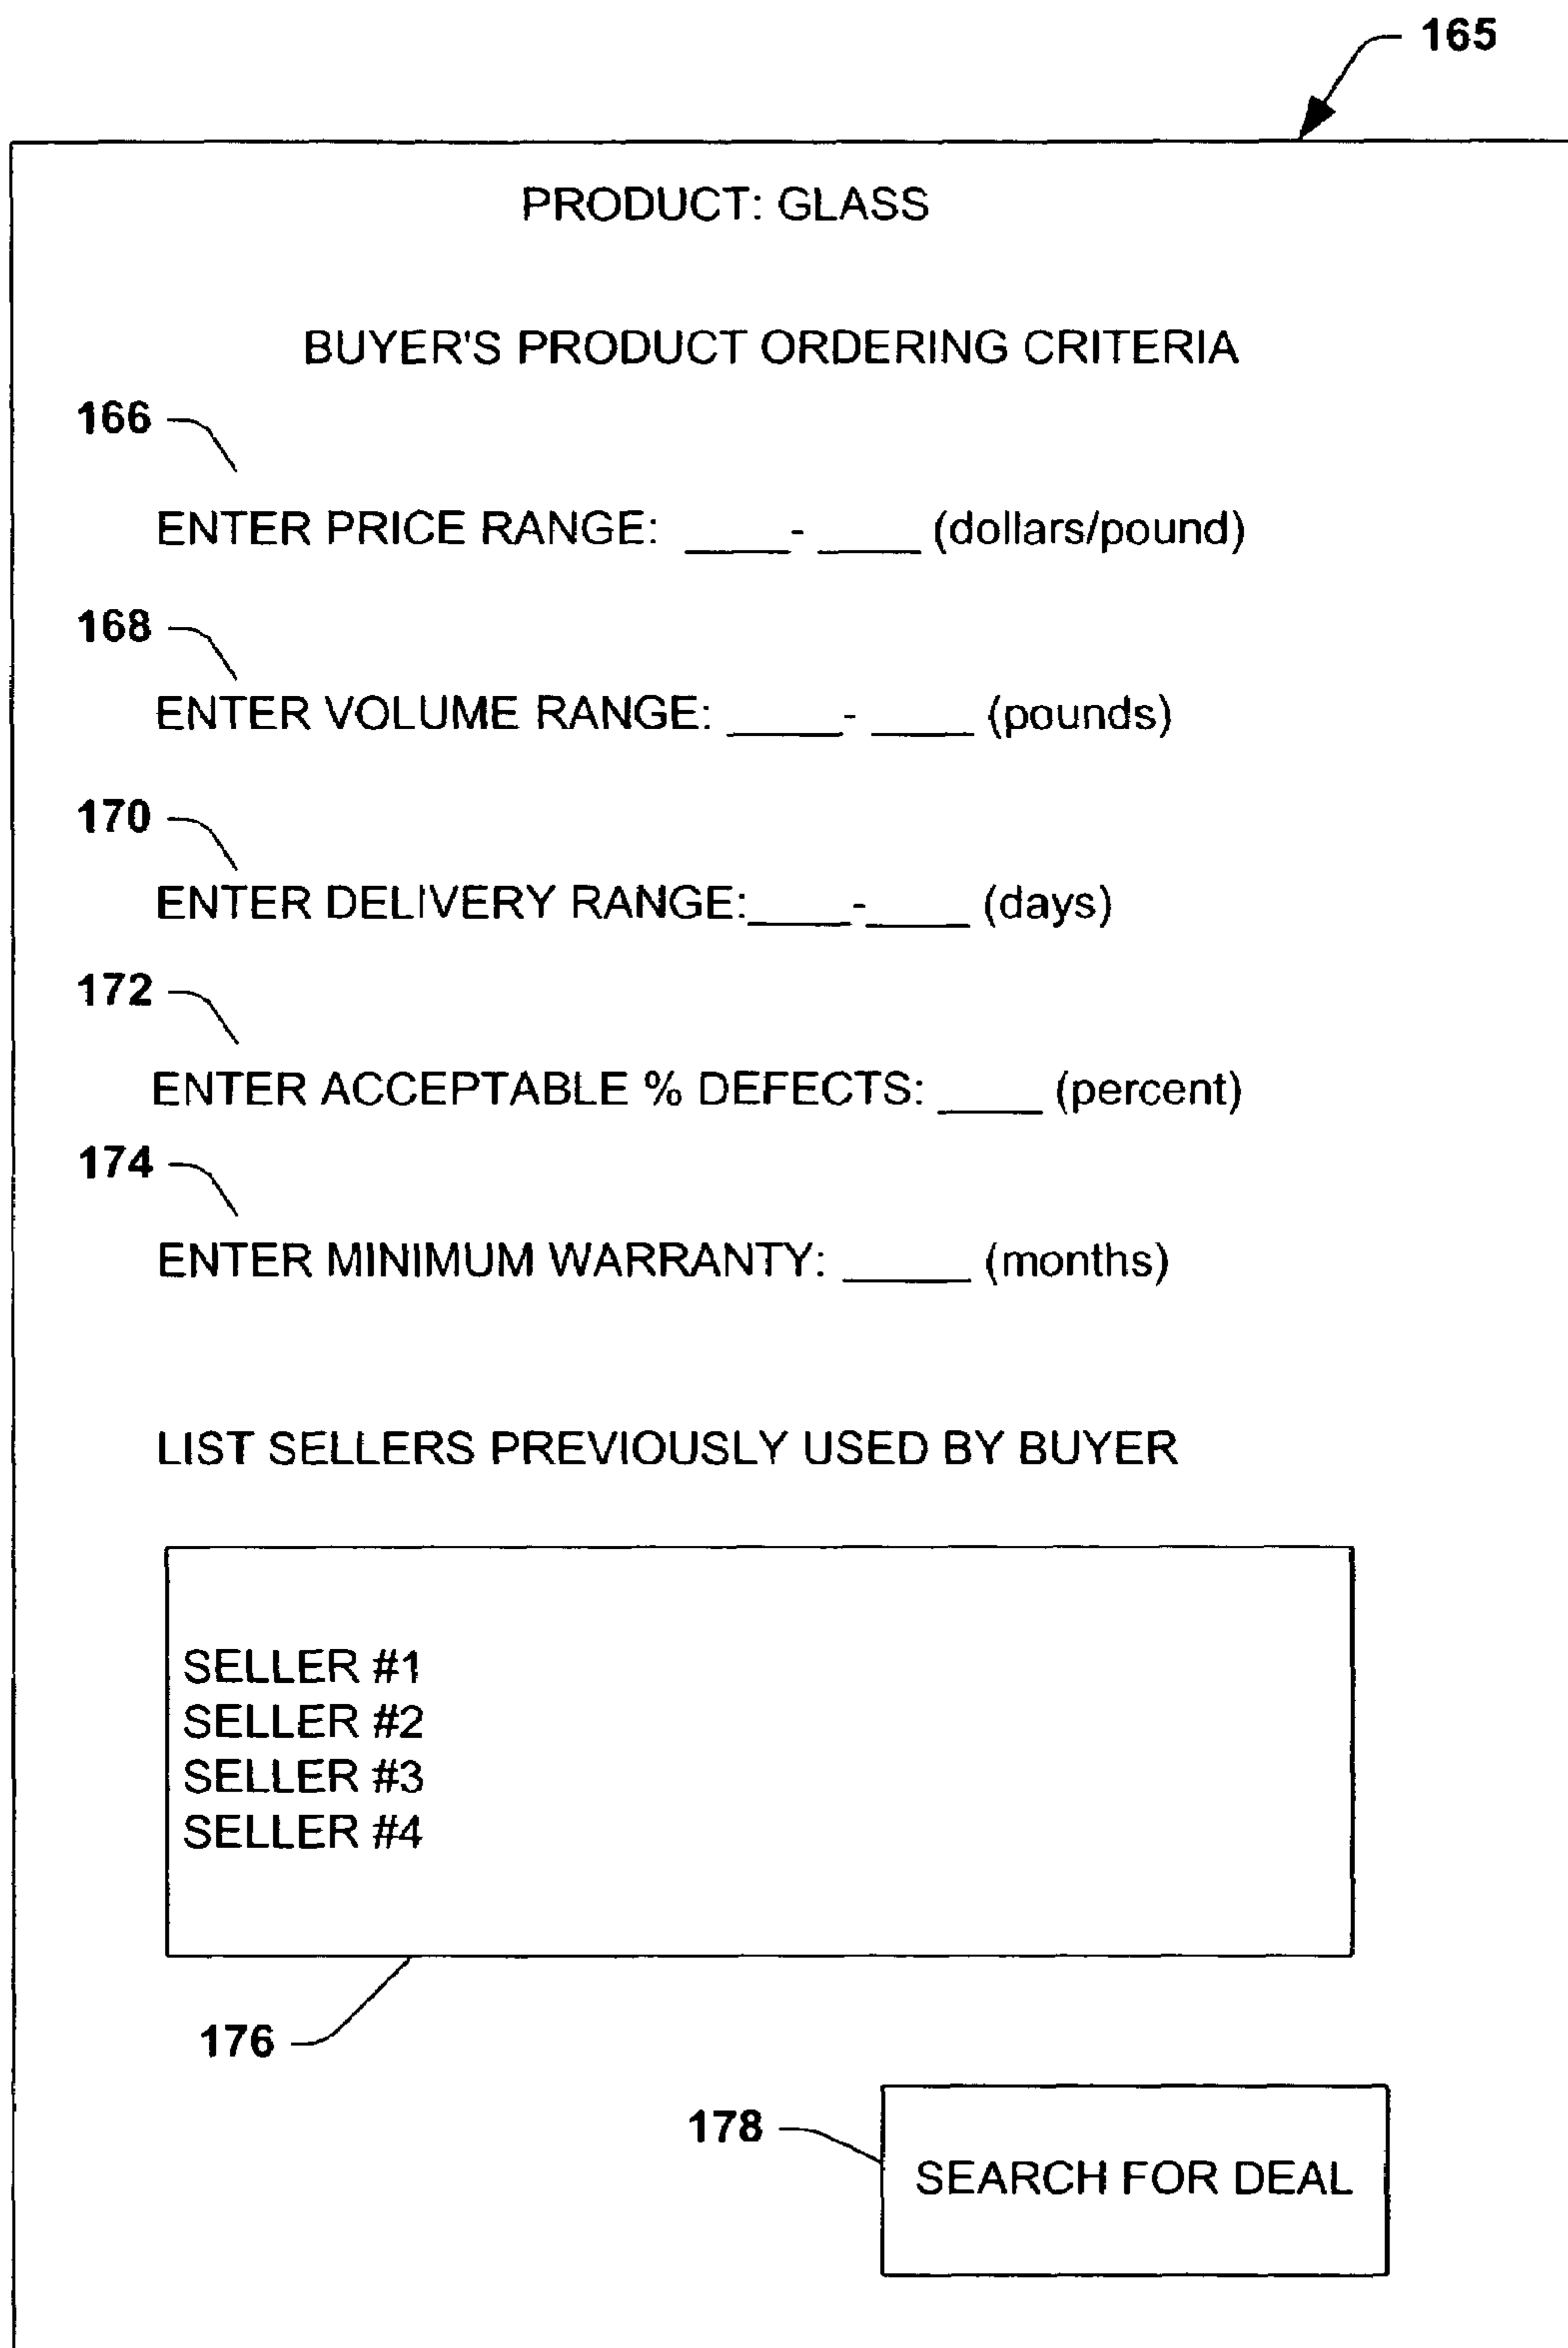 165
PRODUCT: GLASS
BUYER'S PRODUCT ORDERING CRITERIA
166
ENTER PRICE RANGE: ____- ____ (dollars/pound)
168
ENTER VOLUME RANGE: ____- ____ (pounds)
170
ENTER DELIVERY RANGE:____-____ (days)
172
ENTER ACCEPTABLE % DEFECTS: ____ (percent)
174
ENTER MINIMUM WARRANTY: _____ (months)
LIST SELLERS PREVIOUSLY USED BY BUYER
SELLER #1
SELLER #2
SELLER #3
SELLER #4
176
178
SEARCH FOR DEAL